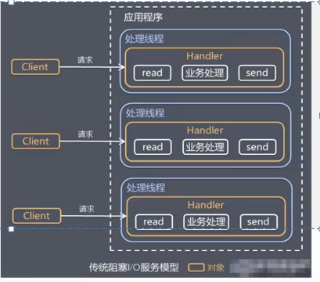 应用程序
处理线程
Handler
Client
请求
read
业务处理
send
处理线程
Handler
Client
请求
read
业务处理
send
处理线程
Handler
Client
请求
read
业务处理
send
传统阻塞I/O服务模型
对象